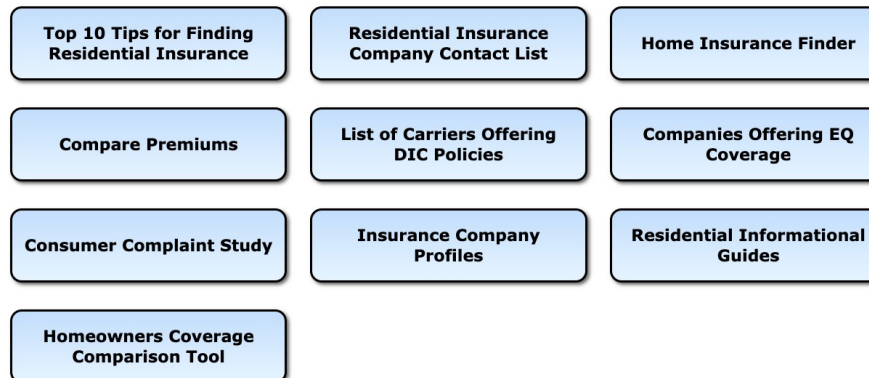 Top 10 Tips for Finding
Residential Insurance
Residential Insurance
Company Contact List
Home Insurance Finder
Compare Premiums
List of Carriers Offering
DIC Policies
Companies Offering EQ
Coverage
Consumer Complaint Study
Insurance Company
Profiles
Residential Informational
Guides
Homeowners Coverage
Comparison Tool